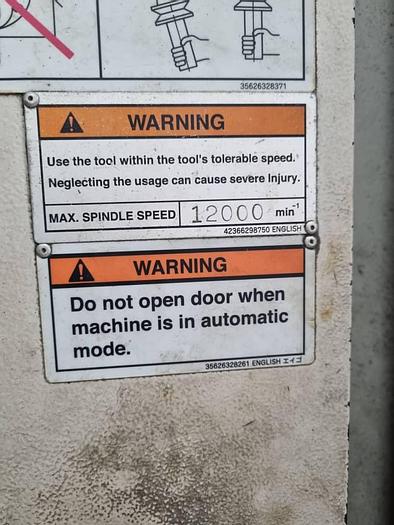 35626328371
WARNING
Use the tool within the tool's tolerable speed.
Neglecting the usage can cause severe Injury.
MAX. SPINDLE SPEED 12000 min⁻¹
42366298750 ENGLISH
WARNING
Do not open door when
machine is in automatic
mode.
35626328261 ENGLISH エイゴ